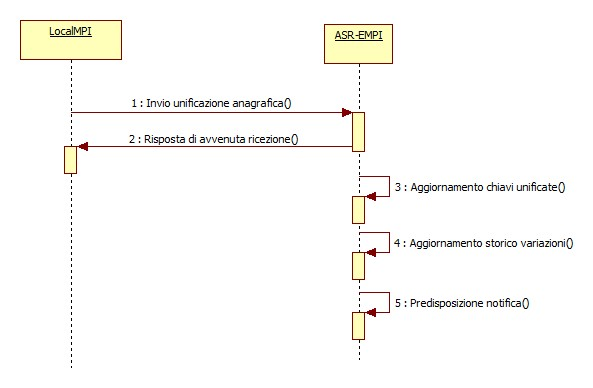 LocalMPI
ASR-EMPI
1 : Invio unificazione anagrafica()
2 : Risposta di avvenuta ricezione()
3 : Aggiornamento chiavi unificate()
4 : Aggiornamento storico variazioni()
5 : Predisposizione notifica()